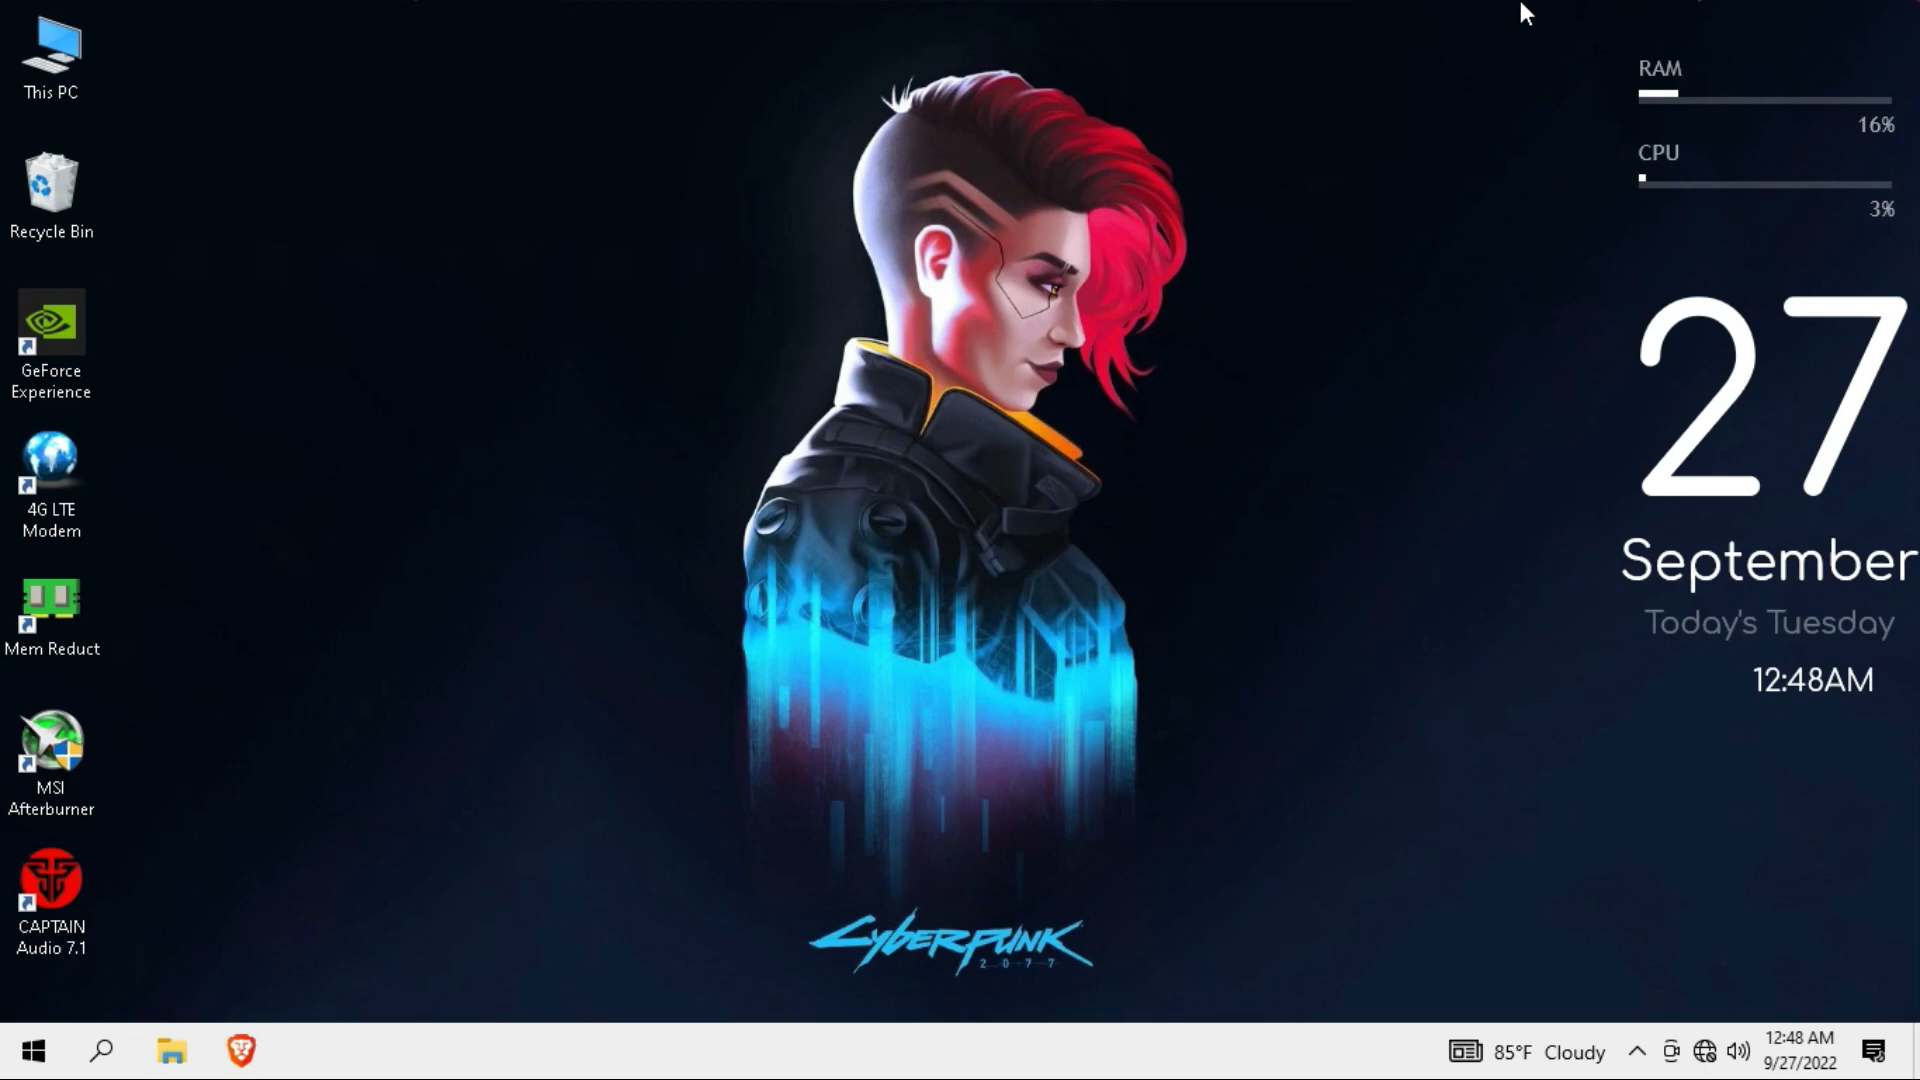 This PC
Recycle Bin
GeForce
Experience
4G LTE
Modem
Mem Reduct
MSI
Afterburner
CAPTAIN
Audio 7.1
CYBERPUNK
2077
RAM
16%
CPU
3%
27
September
Today's Tuesday
12:48AM
85°F Cloudy
12:48 AM
9/27/2022